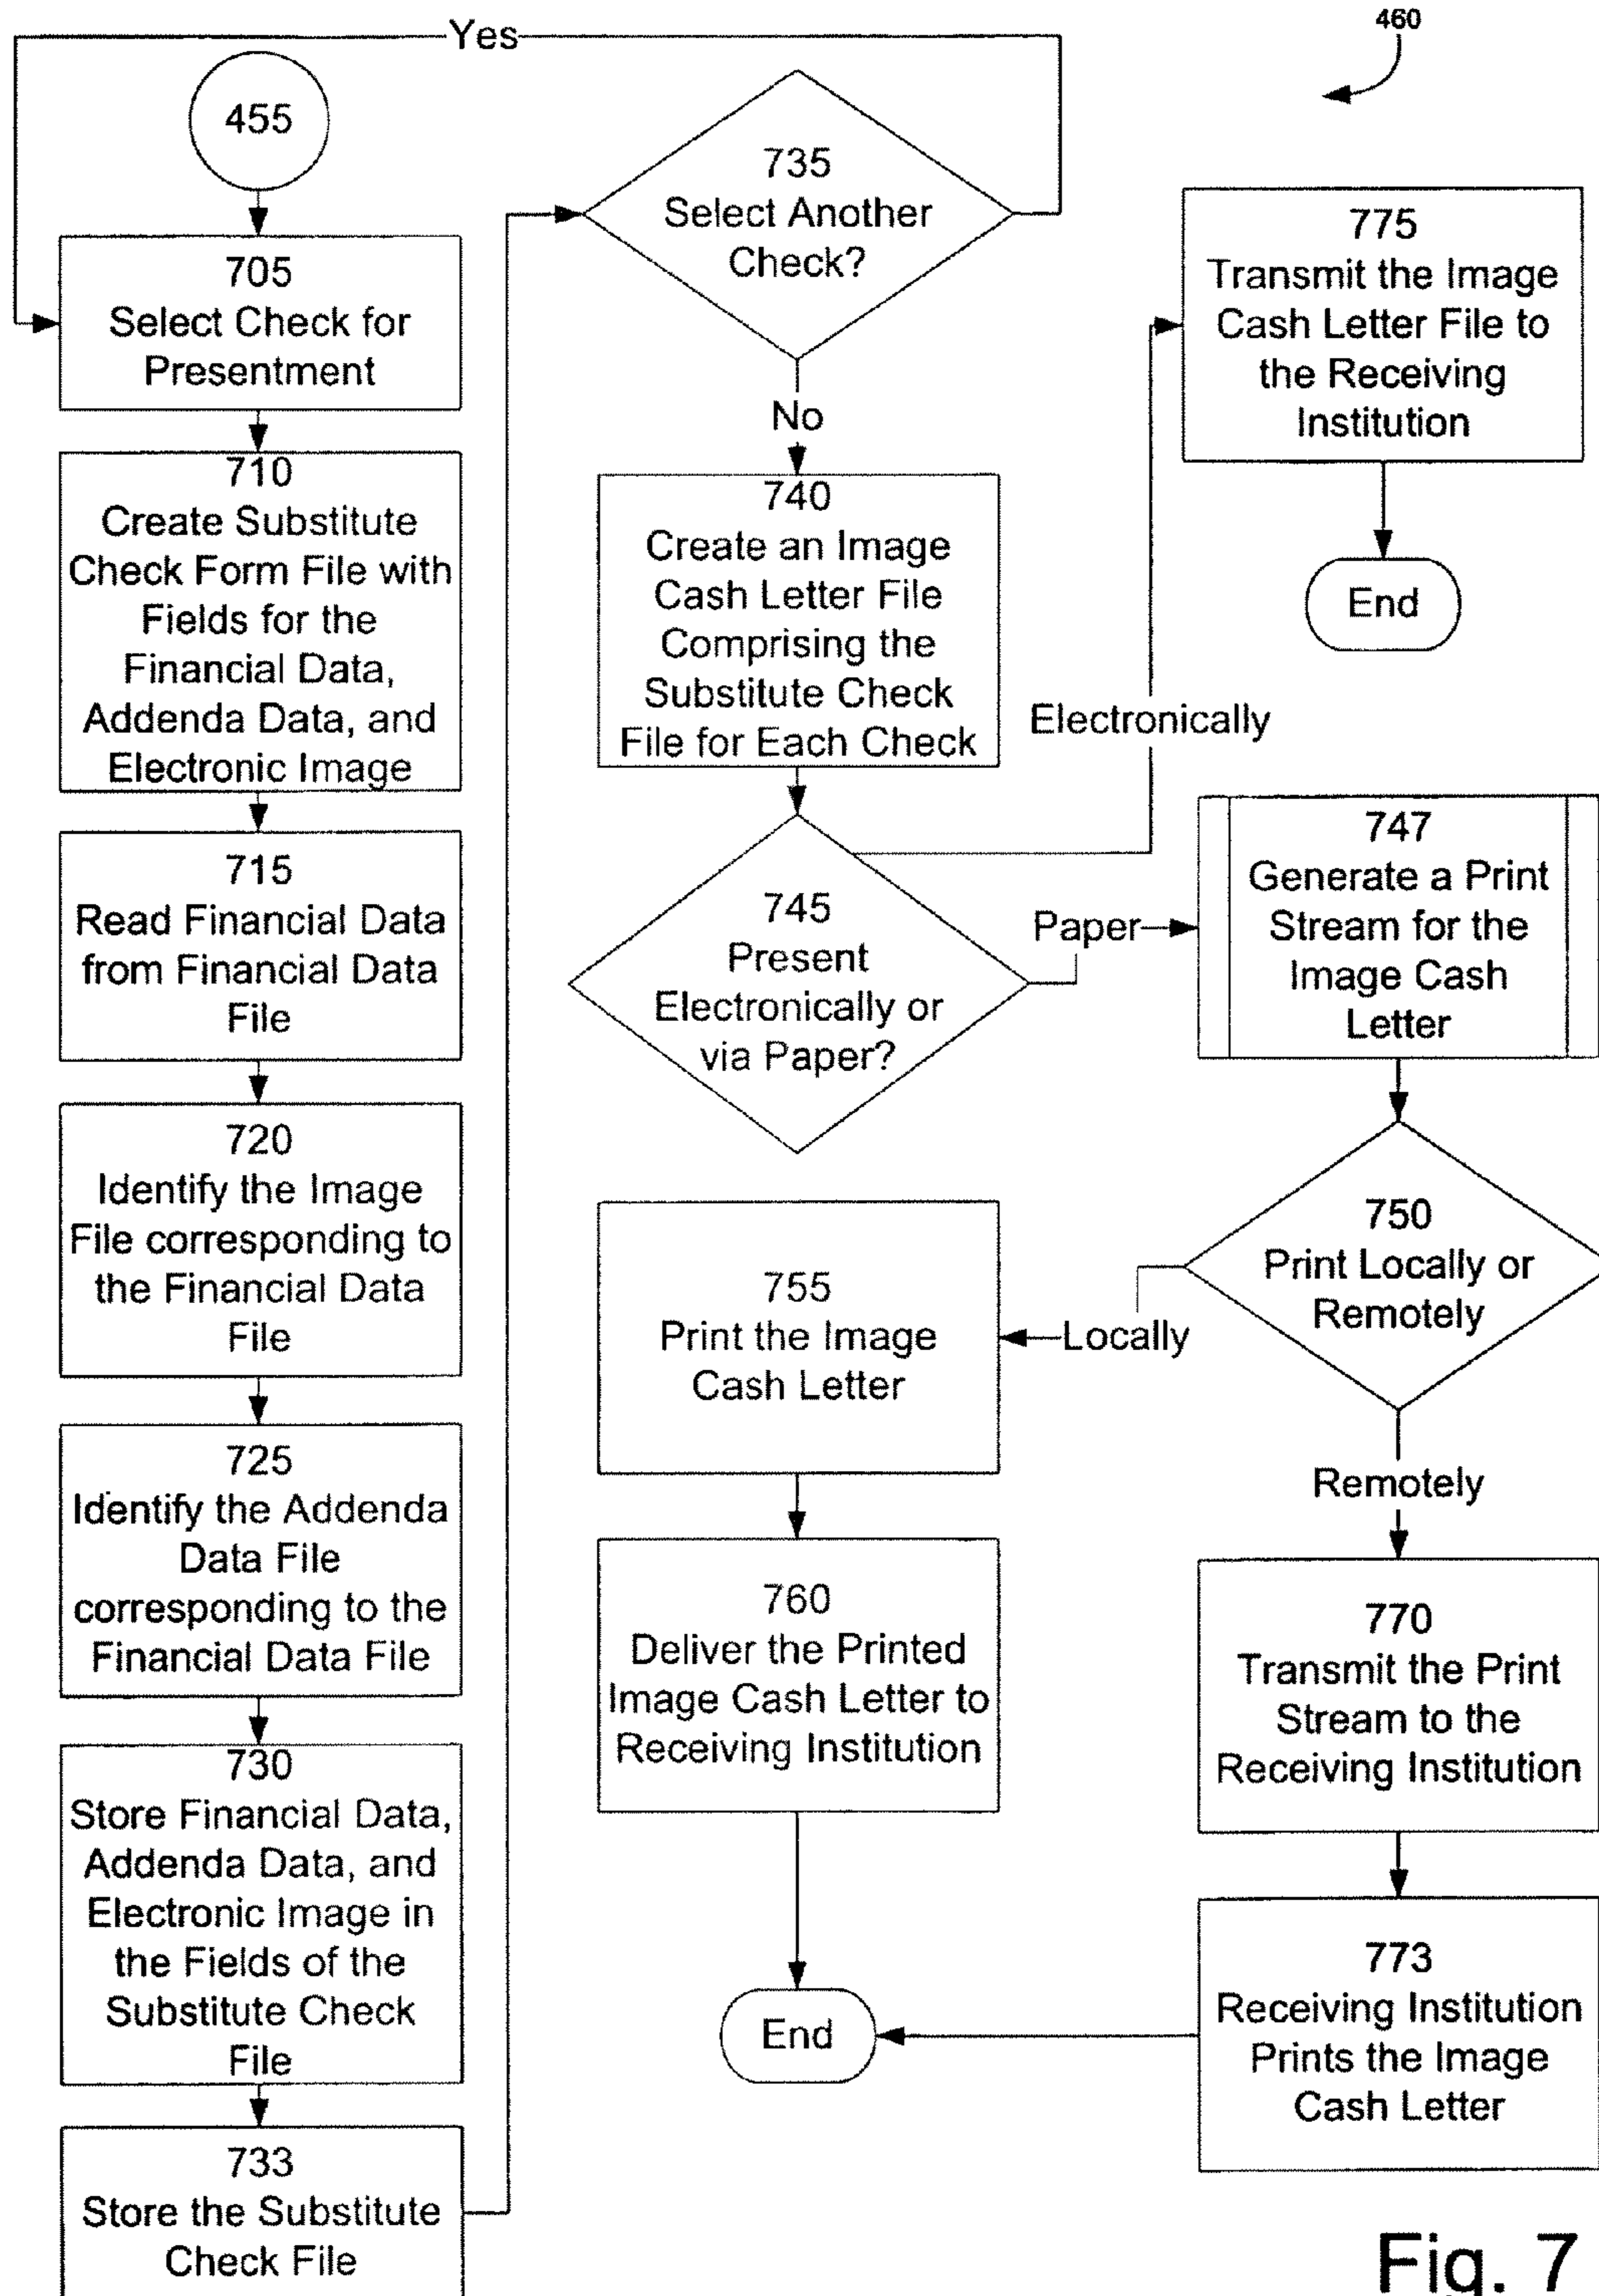 460
Yes
455
705
Select Check for
Presentment
710
Create Substitute
Check Form File with
Fields for the
Financial Data,
Addenda Data, and
Electronic Image
715
Read Financial Data
from Financial Data
File
720
Identify the Image
File corresponding to
the Financial Data
File
725
Identify the Addenda
Data File
corresponding to the
Financial Data File
730
Store Financial Data,
Addenda Data, and
Electronic Image in
the Fields of the
Substitute Check
File
733
Store the Substitute
Check File
735
Select Another
Check?
No
740
Create an Image
Cash Letter File
Comprising the
Substitute Check
File for Each Check
745
Present
Electronically or
via Paper?
Electronically
775
Transmit the Image
Cash Letter File to
the Receiving
Institution
End
Paper
747
Generate a Print
Stream for the
Image Cash
Letter
750
Print Locally or
Remotely
Locally
755
Print the Image
Cash Letter
760
Deliver the Printed
Image Cash Letter to
Receiving Institution
End
Remotely
770
Transmit the Print
Stream to the
Receiving Institution
773
Receiving Institution
Prints the Image
Cash Letter
Fig. 7